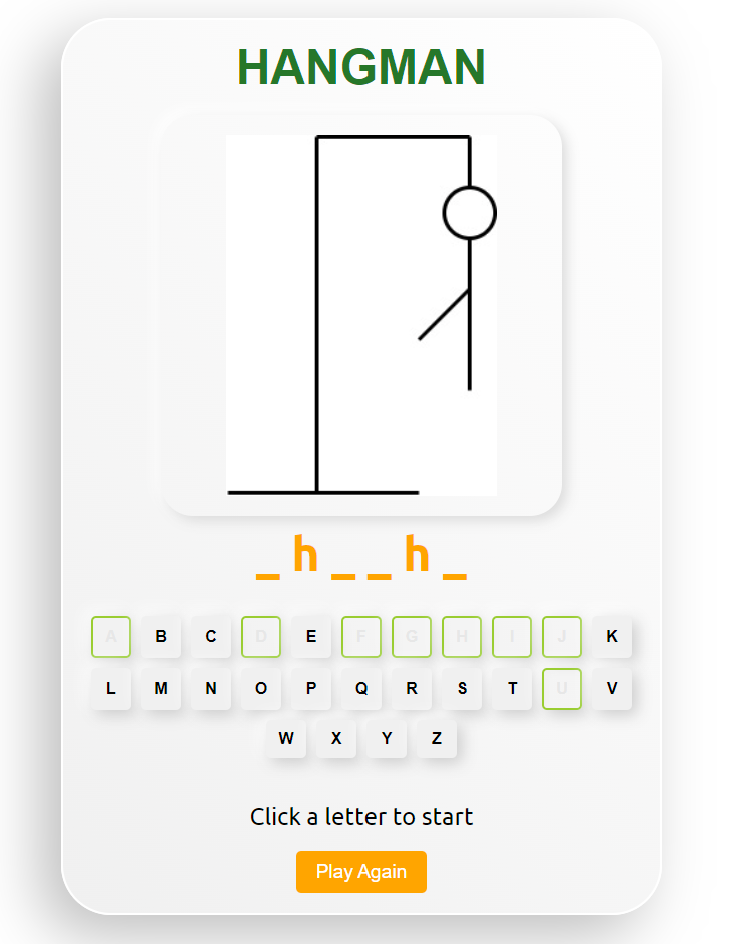 HANGMAN
_ h _ _ h _
A B C D E F G H I J K
L M N O P Q R S T U V
W X Y Z
Click a letter to start
Play Again